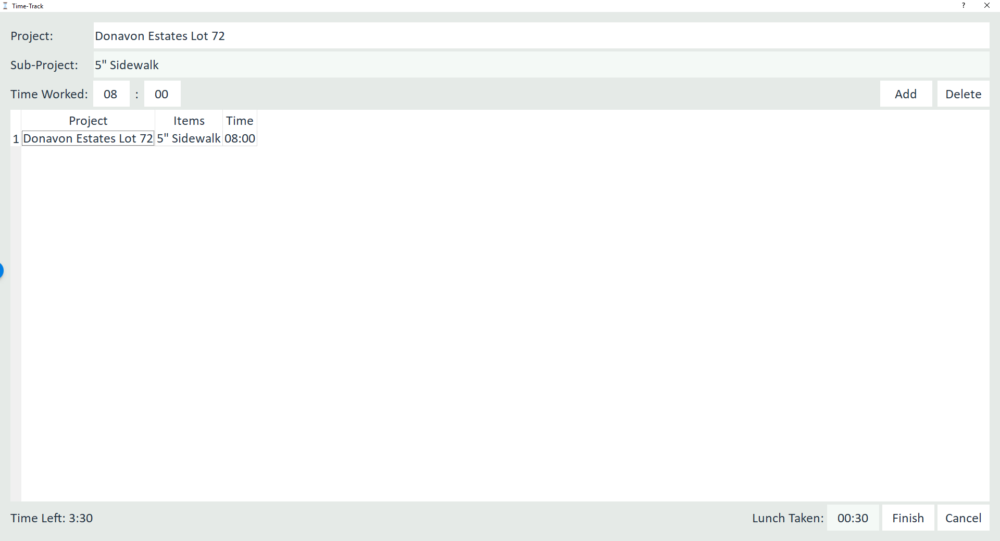 Time-Track ?
Project: Donavon Estates Lot 72
Sub-Project: 5" Sidewalk
Time Worked: 08 : 00 Add Delete
Project Items Time
1 Donavon Estates Lot 72 5" Sidewalk 08:00
Time Left: 3:30 Lunch Taken: 00:30 Finish Cancel